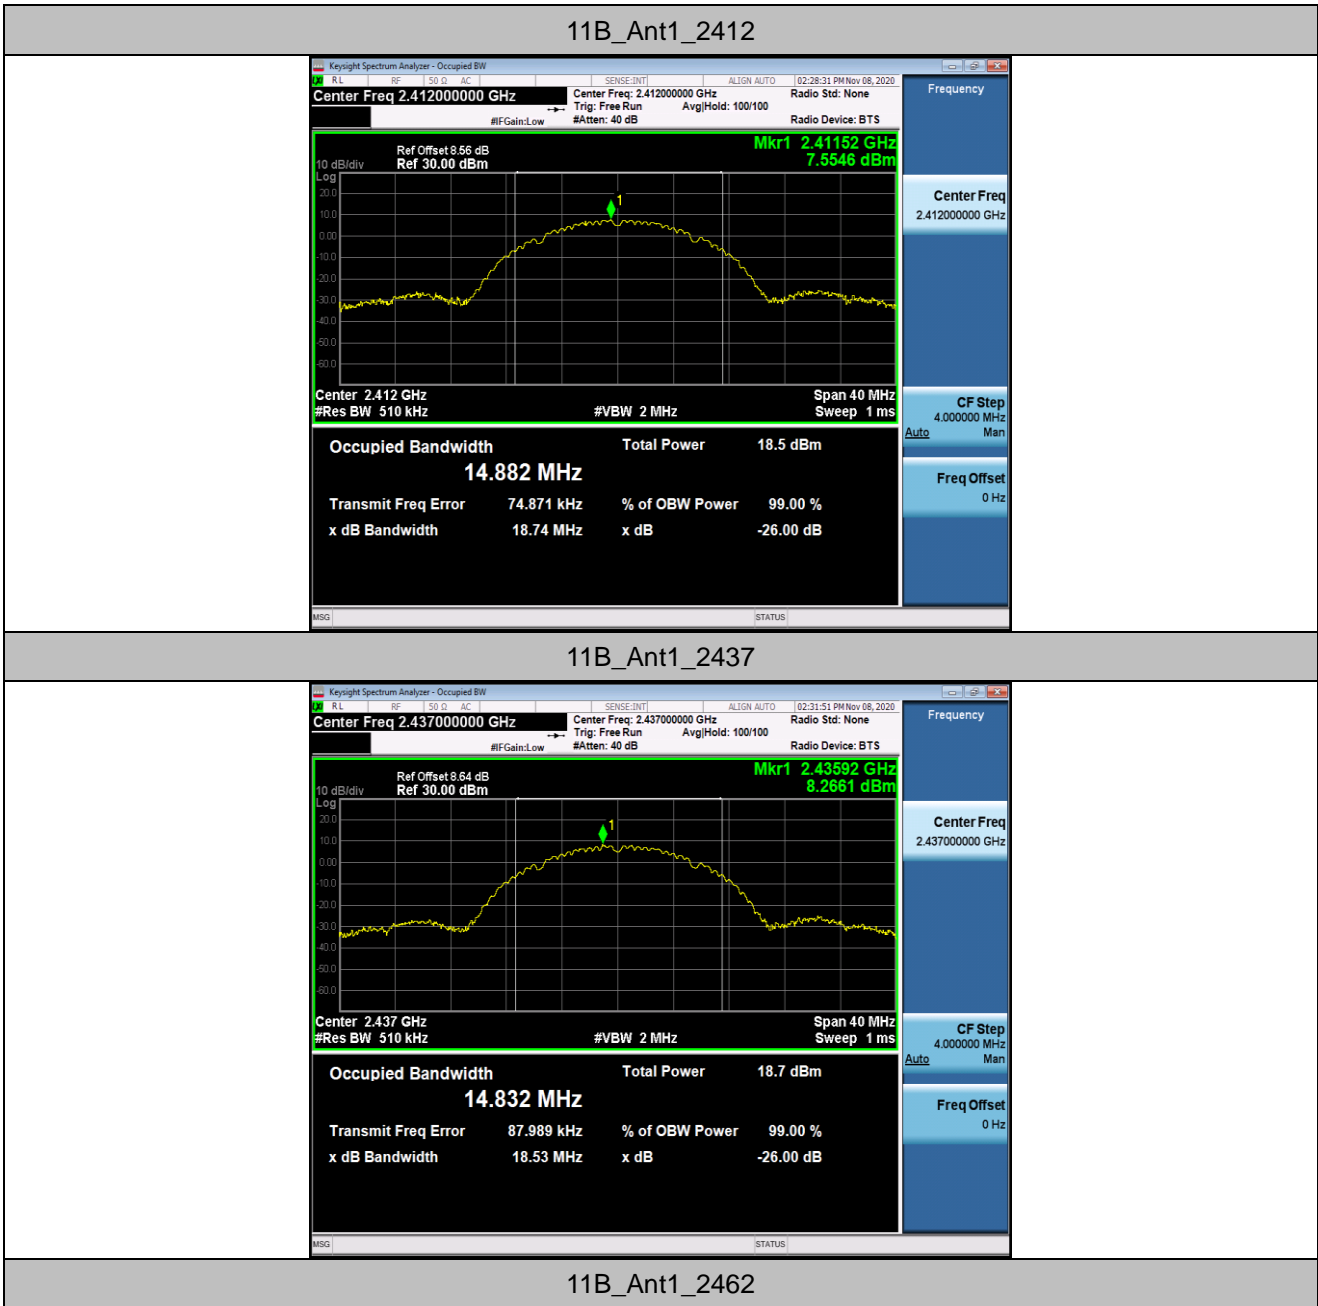 11B_Ant1_2412
Keysight Spectrum Analyzer - Occupied BW
RL RF 50 Ω AC SENSE:INT ALIGN AUTO 02:28:31 PM Nov 08, 2020
Center Freq 2.412000000 GHz
Center Freq: 2.412000000 GHz
Radio Std: None
Trig: Free Run Avg|Hold: 100/100
#IFGain:Low
#Atten: 40 dB
Radio Device: BTS
Frequency
Mkr1 2.41152 GHz
7.5546 dBm
Ref Offset 8.56 dB
10 dB/div Ref 30.00 dBm
Log
20.0
10.0
0.00
-10.0
-20.0
-30.0
-40.0
-50.0
-60.0
1
Center 2.412 GHz
Span 40 MHz
#Res BW 510 kHz
#VBW 2 MHz
Sweep 1 ms
Center Freq
2.412000000 GHz
CF Step
4.000000 MHz
Auto Man
Freq Offset
0 Hz
Occupied Bandwidth
Total Power 18.5 dBm
14.882 MHz
Transmit Freq Error 74.871 kHz % of OBW Power 99.00 %
x dB Bandwidth 18.74 MHz x dB -26.00 dB
MSG STATUS
11B_Ant1_2437
Keysight Spectrum Analyzer - Occupied BW
RL RF 50 Ω AC SENSE:INT ALIGN AUTO 02:31:51 PM Nov 08, 2020
Center Freq 2.437000000 GHz
Center Freq: 2.437000000 GHz
Radio Std: None
Trig: Free Run Avg|Hold: 100/100
#IFGain:Low
#Atten: 40 dB
Radio Device: BTS
Frequency
Mkr1 2.43592 GHz
8.2661 dBm
Ref Offset 8.64 dB
10 dB/div Ref 30.00 dBm
Log
20.0
10.0
0.00
-10.0
-20.0
-30.0
-40.0
-50.0
-60.0
1
Center 2.437 GHz
Span 40 MHz
#Res BW 510 kHz
#VBW 2 MHz
Sweep 1 ms
Center Freq
2.437000000 GHz
CF Step
4.000000 MHz
Auto Man
Freq Offset
0 Hz
Occupied Bandwidth
Total Power 18.7 dBm
14.832 MHz
Transmit Freq Error 87.989 kHz % of OBW Power 99.00 %
x dB Bandwidth 18.53 MHz x dB -26.00 dB
MSG STATUS
11B_Ant1_2462